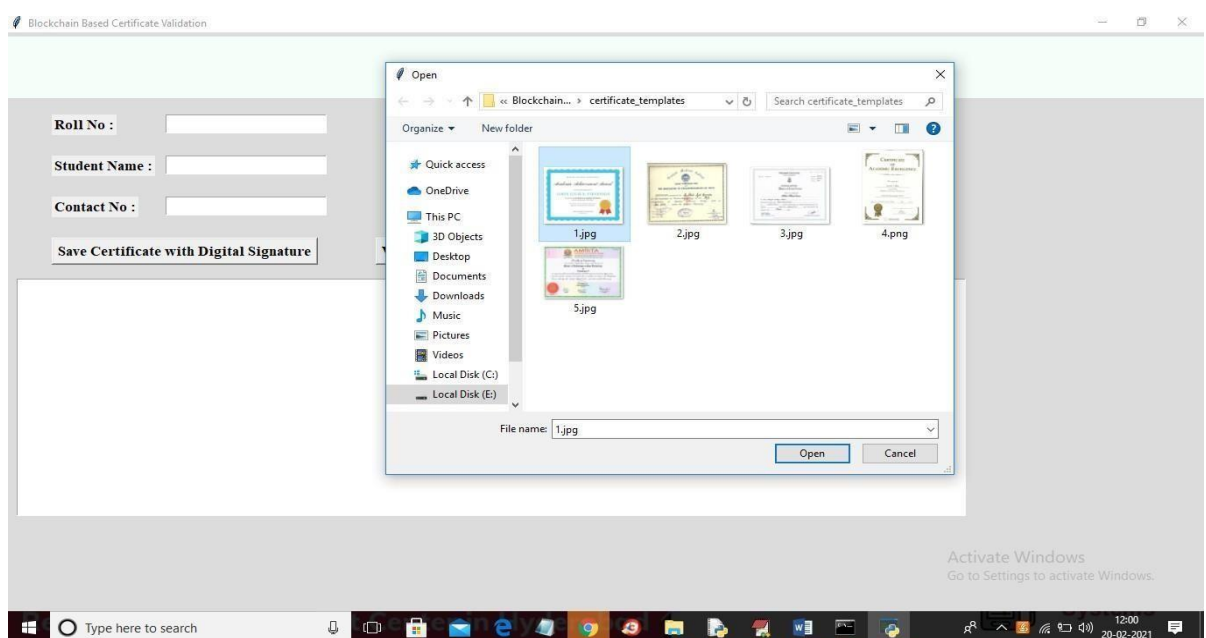 Blockchain Based Certificate Validation
Open
« Blockchain... › certificate_templates
Search certificate_templates
Organize
New folder
Roll No :
Student Name :
Contact No :
Save Certificate with Digital Signature
Quick access
OneDrive
This PC
3D Objects
Desktop
Documents
Downloads
Music
Pictures
Videos
Local Disk (C:)
Local Disk (E:)
1.jpg
2.jpg
3.jpg
4.png
5.jpg
File name: 1.jpg
Open
Cancel
Activate Windows
Go to Settings to activate Windows.
Type here to search
12:00
20-02-2021